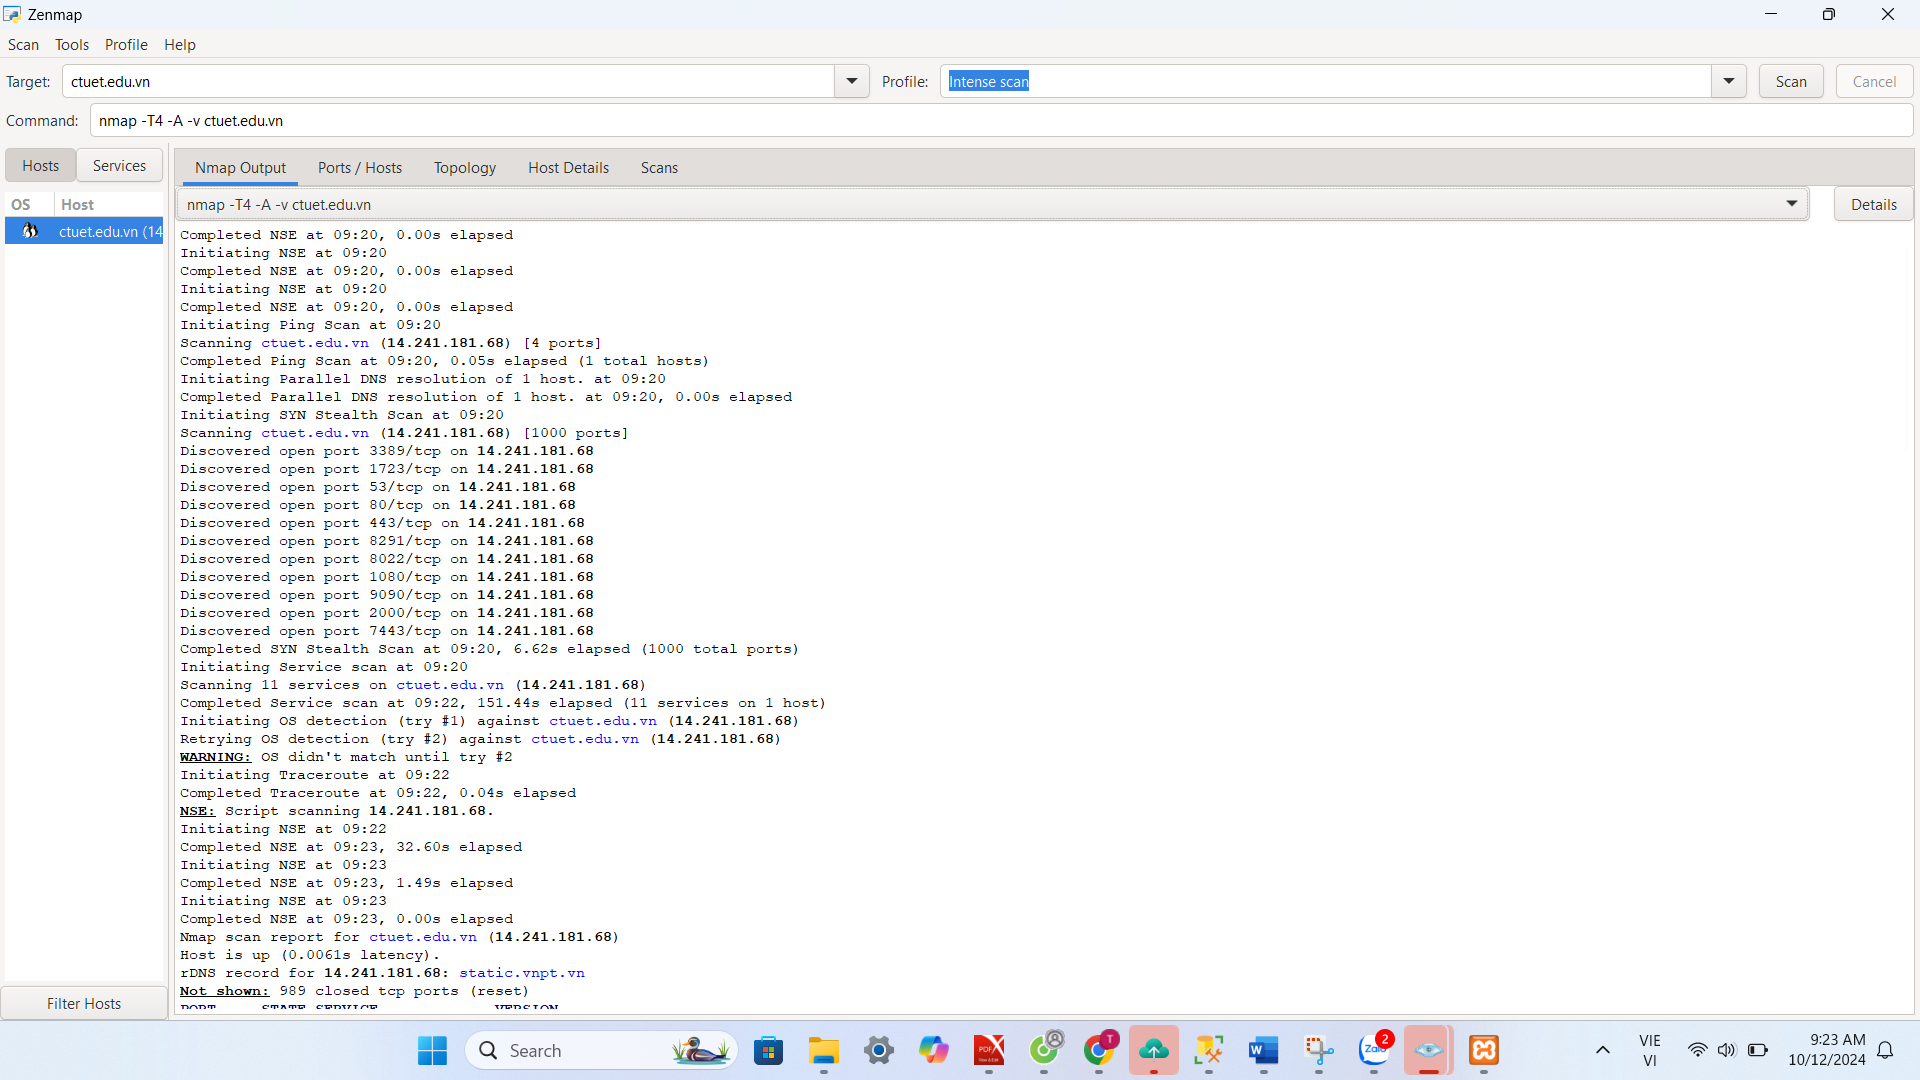 Zenmap
Scan Tools Profile Help
Target: ctuet.edu.vn Profile: Intense scan Scan Cancel
Command: nmap -T4 -A -v ctuet.edu.vn
Hosts Services
OS Host
ctuet.edu.vn (14
Filter Hosts
Nmap Output Ports / Hosts Topology Host Details Scans
nmap -T4 -A -v ctuet.edu.vn Details
Completed NSE at 09:20, 0.00s elapsed
Initiating NSE at 09:20
Completed NSE at 09:20, 0.00s elapsed
Initiating NSE at 09:20
Completed NSE at 09:20, 0.00s elapsed
Initiating Ping Scan at 09:20
Scanning ctuet.edu.vn (14.241.181.68) [4 ports]
Completed Ping Scan at 09:20, 0.05s elapsed (1 total hosts)
Initiating Parallel DNS resolution of 1 host. at 09:20
Completed Parallel DNS resolution of 1 host. at 09:20, 0.00s elapsed
Initiating SYN Stealth Scan at 09:20
Scanning ctuet.edu.vn (14.241.181.68) [1000 ports]
Discovered open port 3389/tcp on 14.241.181.68
Discovered open port 1723/tcp on 14.241.181.68
Discovered open port 53/tcp on 14.241.181.68
Discovered open port 80/tcp on 14.241.181.68
Discovered open port 443/tcp on 14.241.181.68
Discovered open port 8291/tcp on 14.241.181.68
Discovered open port 8022/tcp on 14.241.181.68
Discovered open port 1080/tcp on 14.241.181.68
Discovered open port 9090/tcp on 14.241.181.68
Discovered open port 2000/tcp on 14.241.181.68
Discovered open port 7443/tcp on 14.241.181.68
Completed SYN Stealth Scan at 09:20, 6.62s elapsed (1000 total ports)
Initiating Service scan at 09:20
Scanning 11 services on ctuet.edu.vn (14.241.181.68)
Completed Service scan at 09:22, 151.44s elapsed (11 services on 1 host)
Initiating OS detection (try #1) against ctuet.edu.vn (14.241.181.68)
Retrying OS detection (try #2) against ctuet.edu.vn (14.241.181.68)
WARNING: OS didn't match until try #2
Initiating Traceroute at 09:22
Completed Traceroute at 09:22, 0.04s elapsed
NSE: Script scanning 14.241.181.68.
Initiating NSE at 09:22
Completed NSE at 09:23, 32.60s elapsed
Initiating NSE at 09:23
Completed NSE at 09:23, 1.49s elapsed
Initiating NSE at 09:23
Completed NSE at 09:23, 0.00s elapsed
Nmap scan report for ctuet.edu.vn (14.241.181.68)
Host is up (0.0061s latency).
rDNS record for 14.241.181.68: static.vnpt.vn
Not shown: 989 closed tcp ports (reset)
PORT STATE SERVICE VERSION
Search
PDF
T
W
Zalo
2
VIE
VI
9:23 AM
10/12/2024